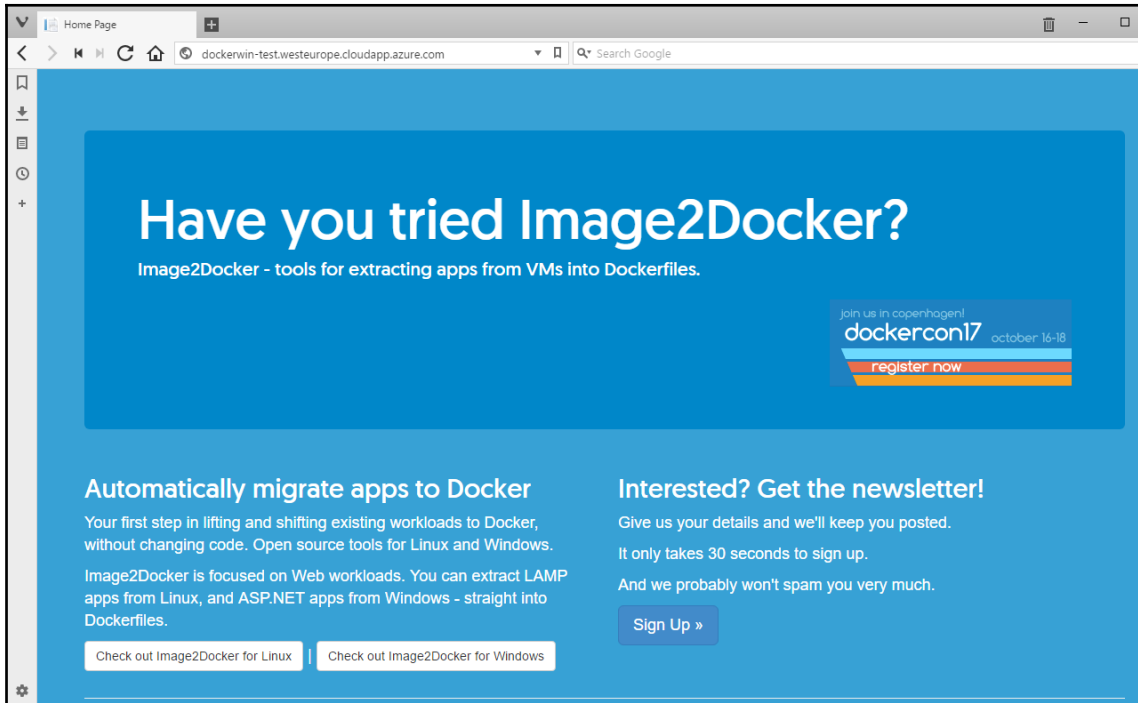 Home Page
dockerwin-test.westeurope.cloudapp.azure.com
Search Google
Have you tried Image2Docker?
Image2Docker - tools for extracting apps from VMs into Dockerfiles.
join us in copenhagen!
dockercon17 october 16-18
register now
Automatically migrate apps to Docker
Your first step in lifting and shifting existing workloads to Docker,
without changing code. Open source tools for Linux and Windows.
Image2Docker is focused on Web workloads. You can extract LAMP
apps from Linux, and ASP.NET apps from Windows - straight into
Dockerfiles.
Check out Image2Docker for Linux | Check out Image2Docker for Windows
Interested? Get the newsletter!
Give us your details and we'll keep you posted.
It only takes 30 seconds to sign up.
And we probably won't spam you very much.
Sign Up »